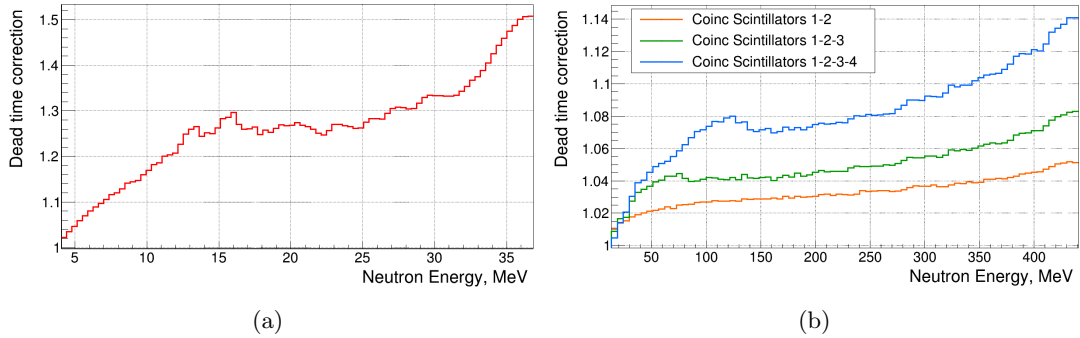 Dead time correction
1.5
1.4
1.3
1.2
1.1
1
5 10 15 20 25 30 35
Neutron Energy, MeV
(a)
Dead time correction
1.14
1.12
1.1
1.08
1.06
1.04
1.02
1
Coinc Scintillators 1-2
Coinc Scintillators 1-2-3
Coinc Scintillators 1-2-3-4
50 100 150 200 250 300 350 400
Neutron Energy, MeV
(b)